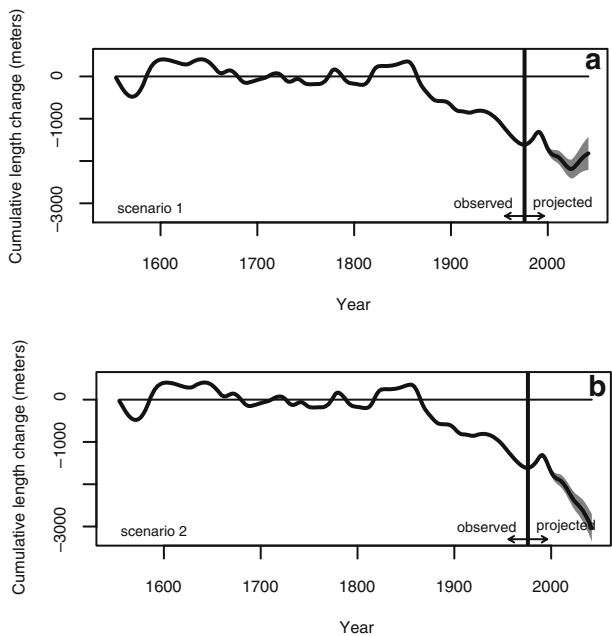 a
Cumulative length change (meters)
0
−1000
−3000
scenario 1
observed
projected
1600
1700
1800
1900
2000
Year
b
Cumulative length change (meters)
0
−1000
−3000
scenario 2
observed
projected
1600
1700
1800
1900
2000
Year